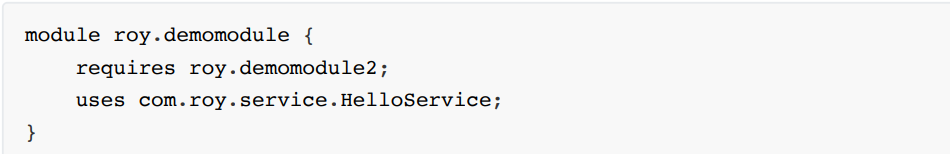 module roy.demomodule {
    requires roy.demomodule2;
    uses com.roy.service.HelloService;
}